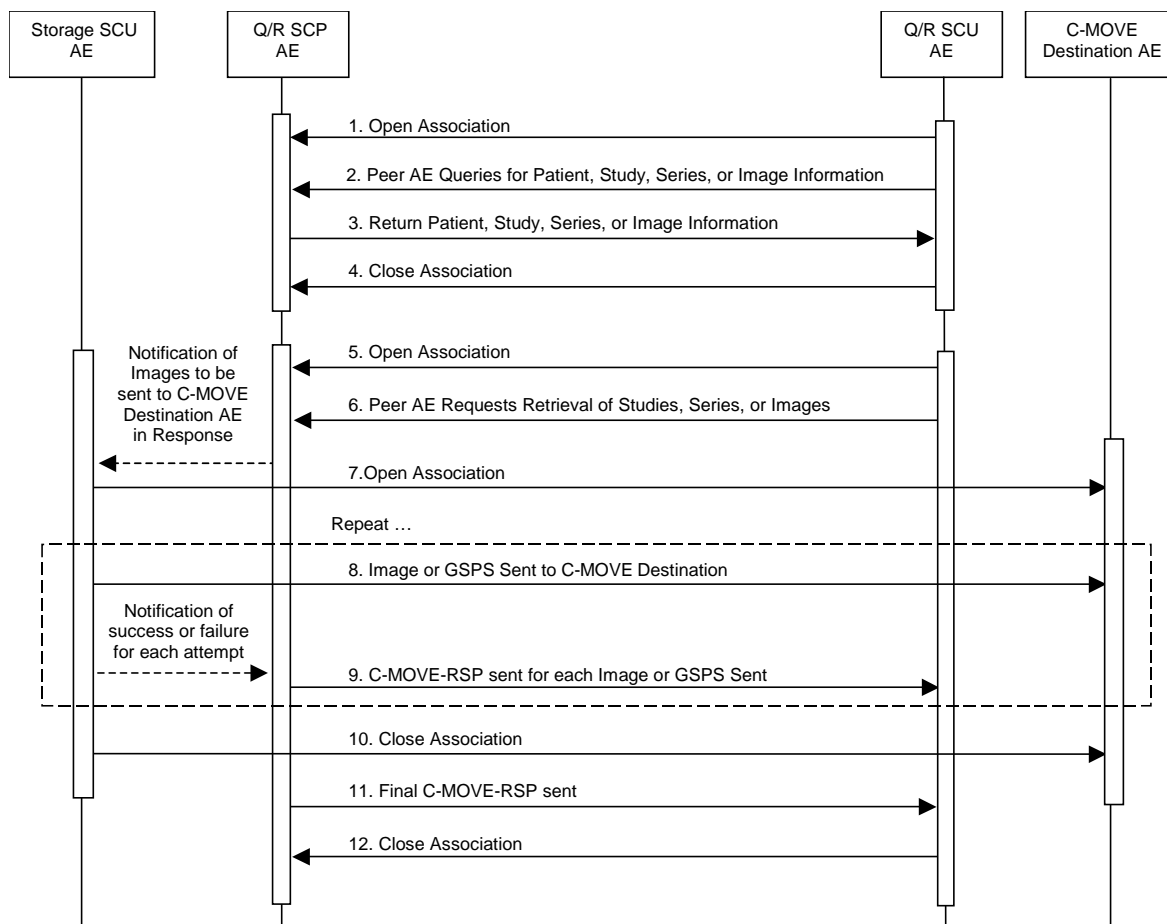 Storage SCU
AE
Q/R SCP
AE
Q/R SCU
AE
C-MOVE
Destination AE
1. Open Association
2. Peer AE Queries for Patient, Study, Series, or Image Information
3. Return Patient, Study, Series, or Image Information
4. Close Association
Notification of
Images to be
sent to C-MOVE
Destination AE
in Response
5. Open Association
6. Peer AE Requests Retrieval of Studies, Series, or Images
7.Open Association
Repeat …
8. Image or GSPS Sent to C-MOVE Destination
Notification of
success or failure
for each attempt
9. C-MOVE-RSP sent for each Image or GSPS Sent
10. Close Association
11. Final C-MOVE-RSP sent
12. Close Association